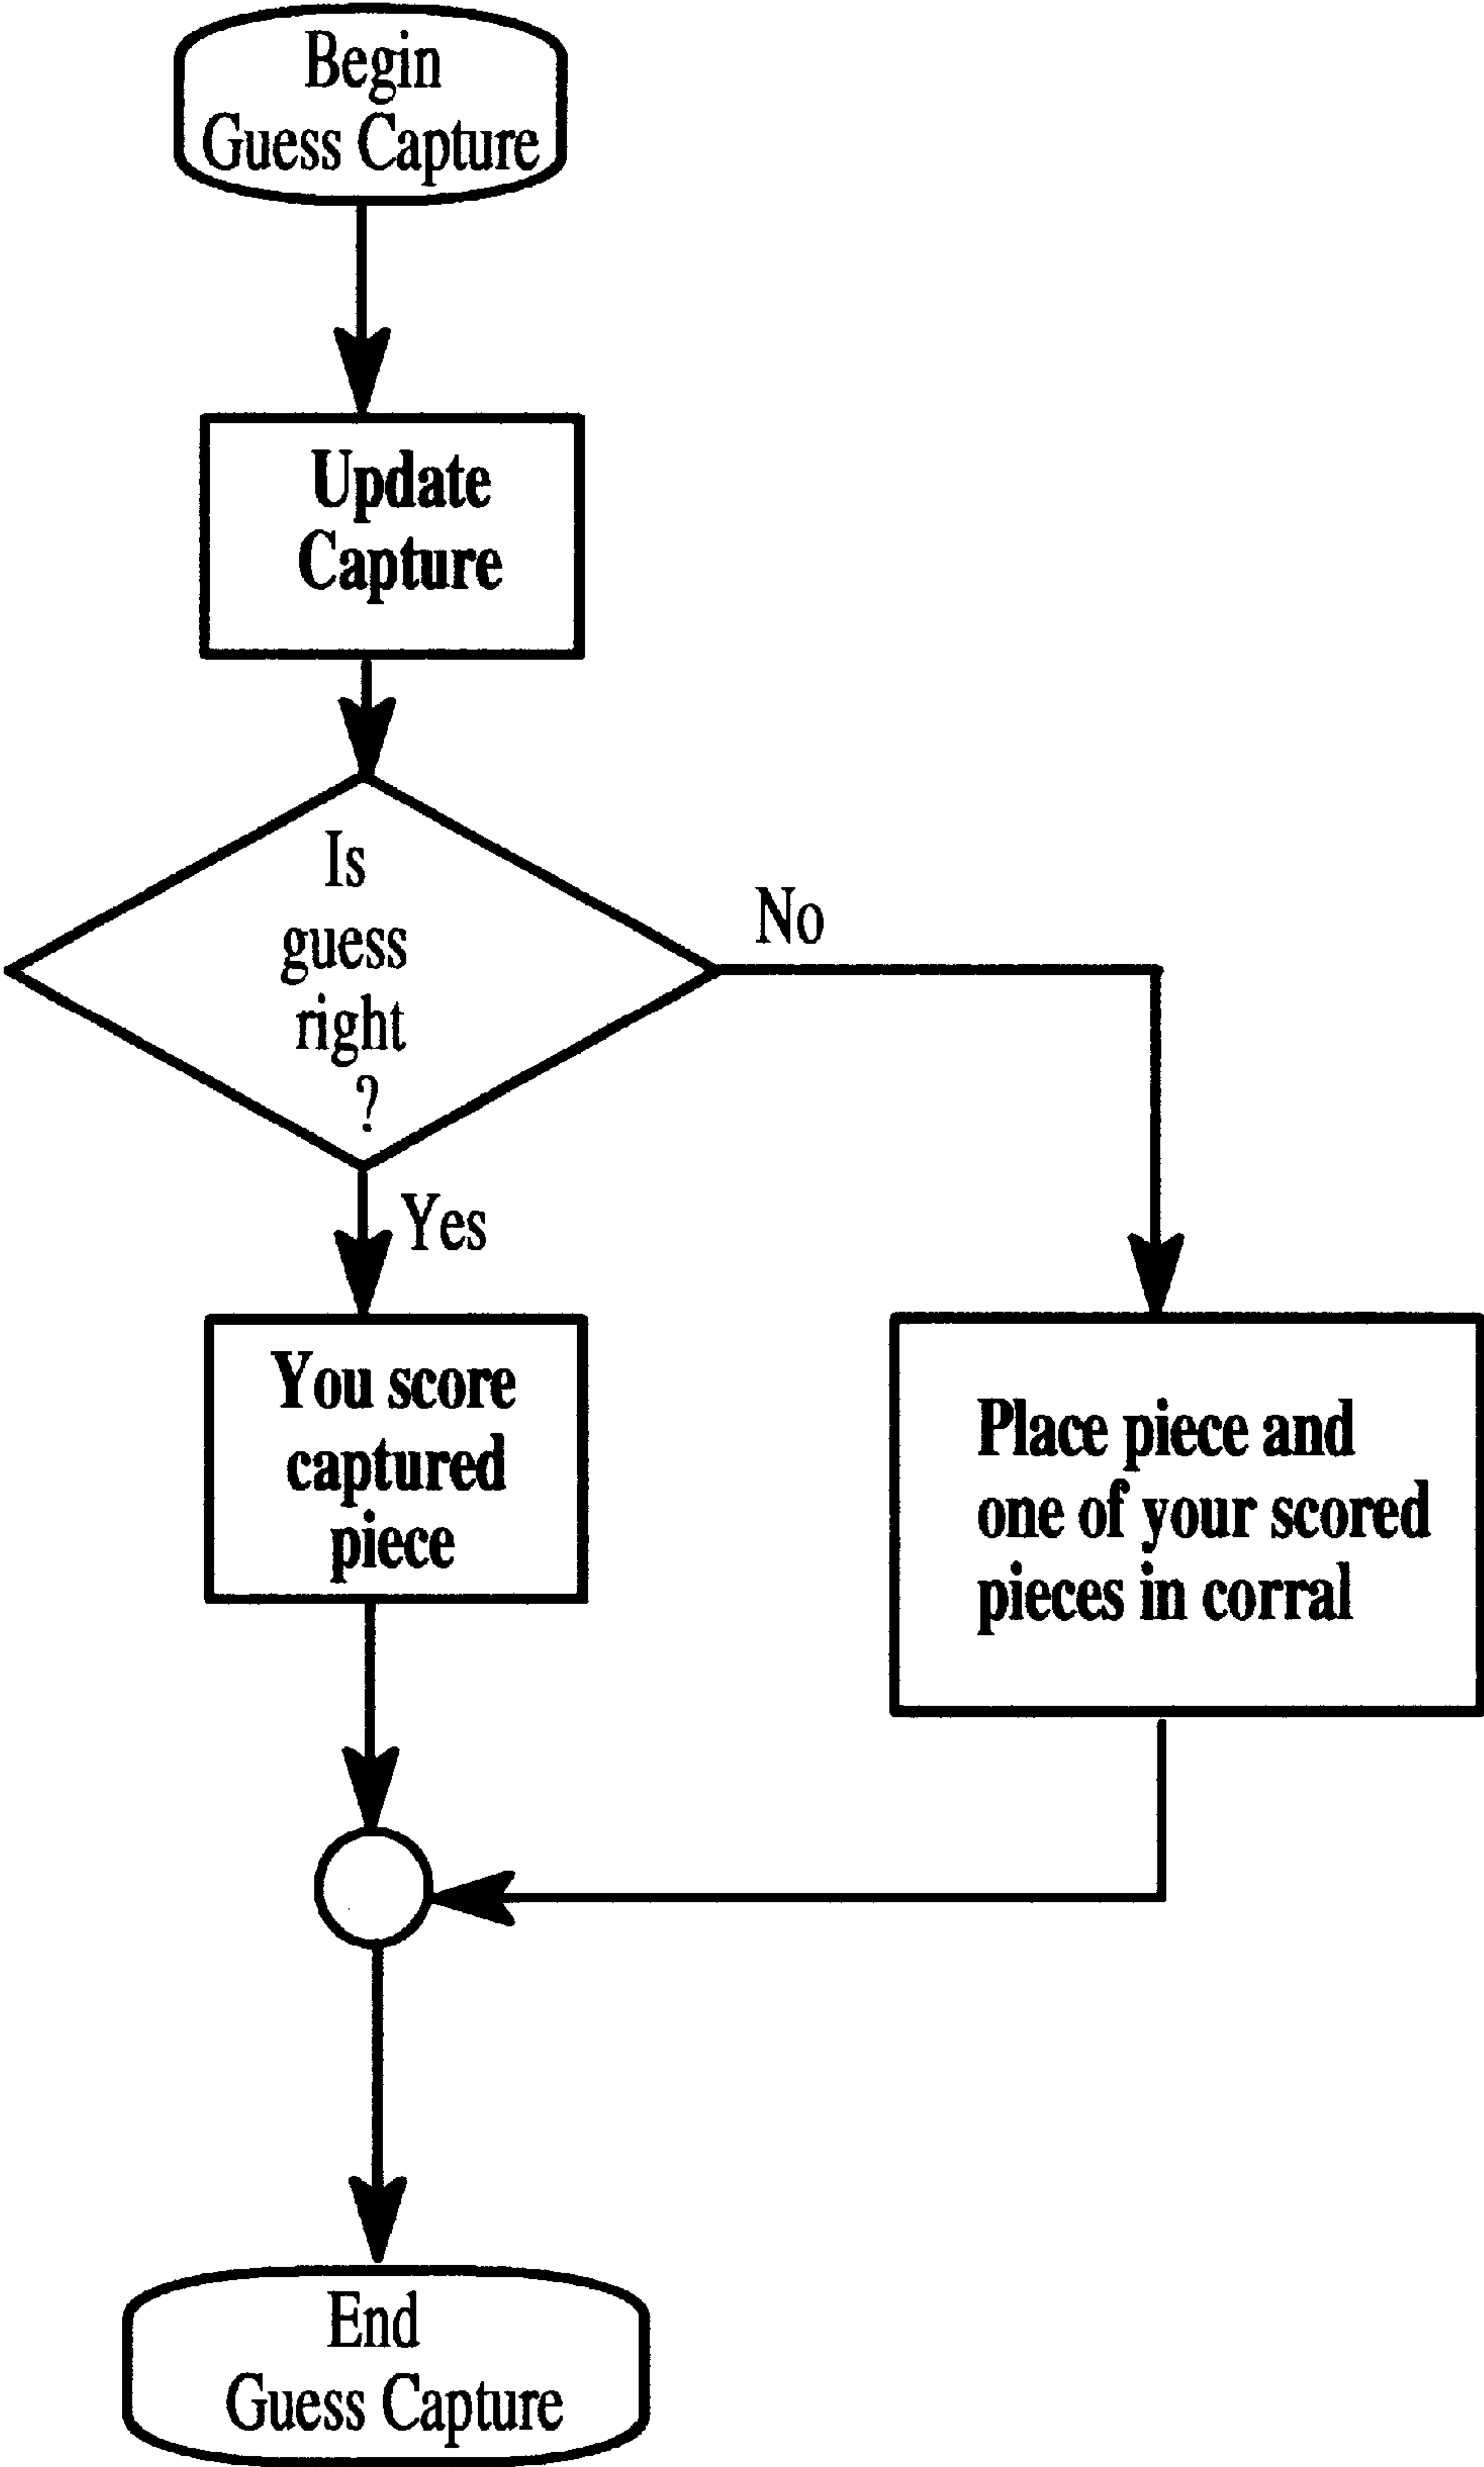 Begin
Guess Capture
Update
Capture
Is
guess
right
?
No
Yes
You score
captured
piece
Place piece and
one of your scored
pieces in corral
End
Guess Capture